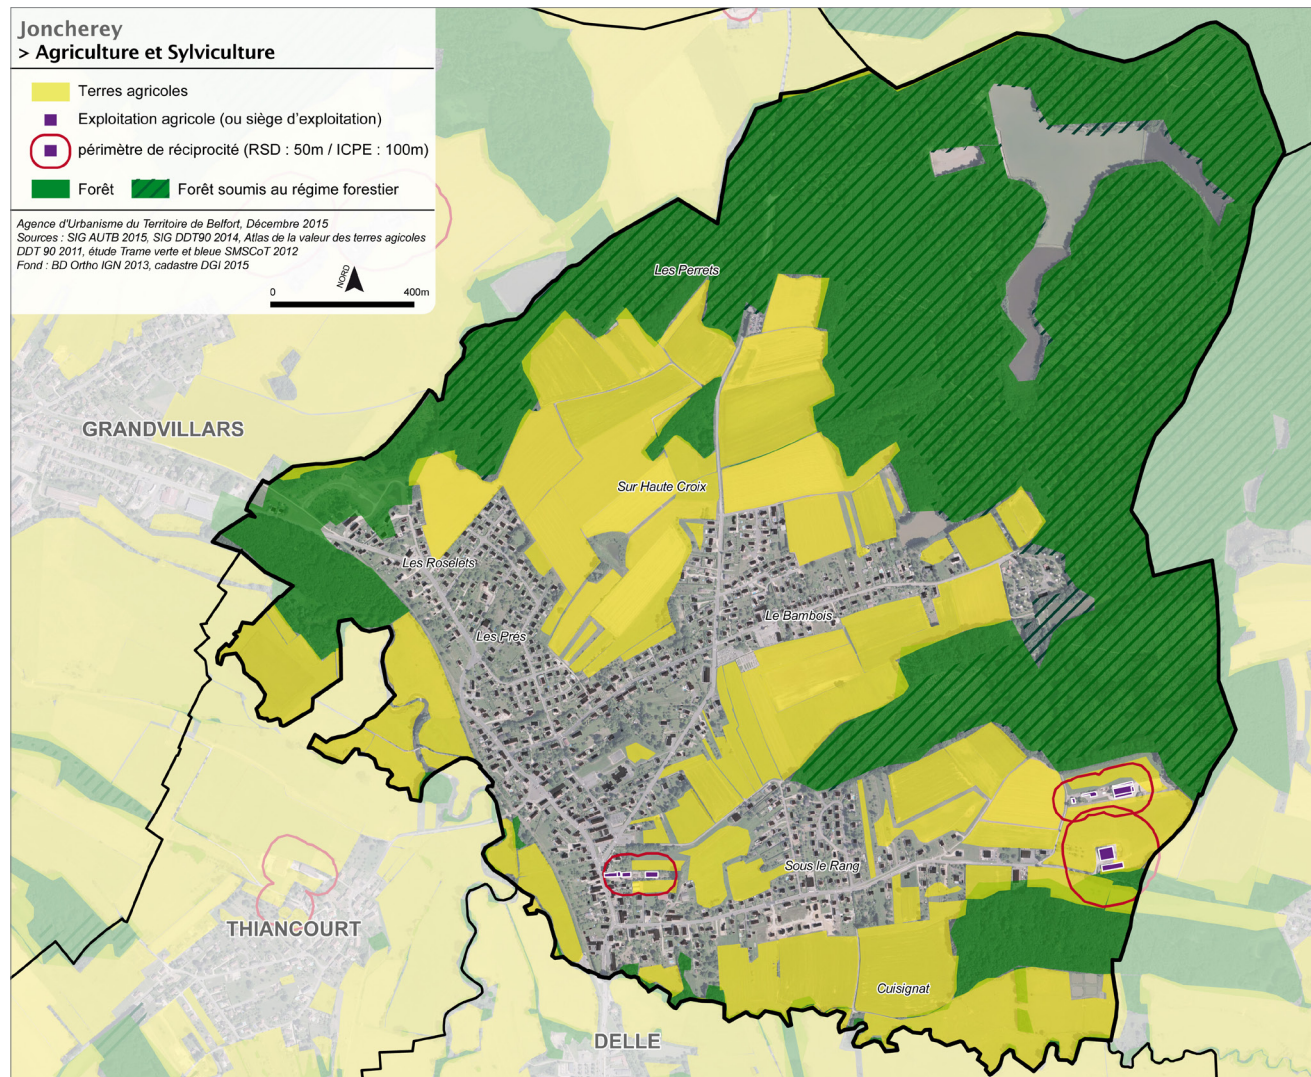 Joncherey
> Agriculture et Sylviculture
Terres agricoles
Exploitation agricole (ou siège d'exploitation)
périmètre de réciprocité (RSD : 50m / ICPE : 100m)
Forêt
Forêt soumis au régime forestier
Agence d'Urbanisme du Territoire de Belfort, Décembre 2015
Sources : SIG AUTB 2015, SIG DDT90 2014, Atlas de la valeur des terres agricoles
DDT 90 2011, étude Trame verte et bleue SMSCoT 2012
Fond : BD Ortho IGN 2013, cadastre DGI 2015
NORD
0 400m
Les Perrets
GRANDVILLARS
Sur Haute Croix
Les Roselets
Le Bambois
Les Prés
Sous le Rang
THIANCOURT
Cuisignat
DELLE